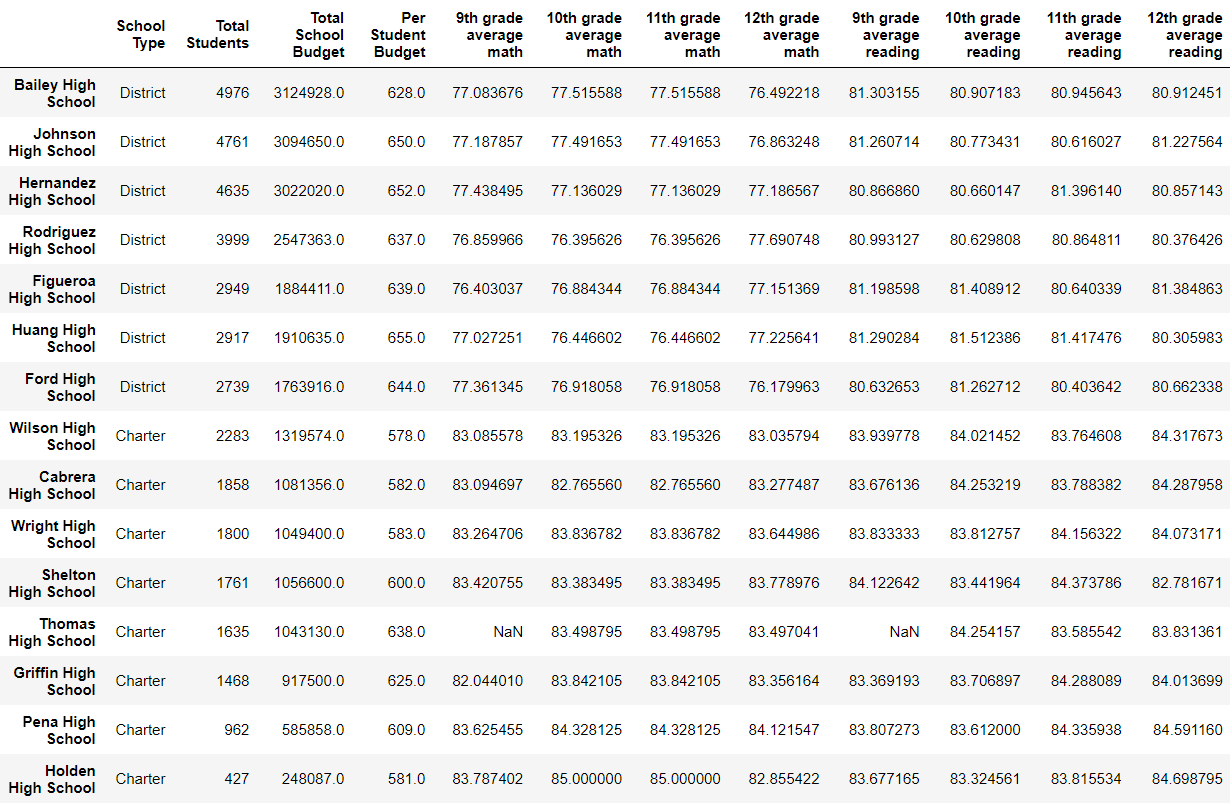 School Type Total Students Total School Budget Per Student Budget 9th grade average math 10th grade average math 11th grade average math 12th grade average math 9th grade average reading 10th grade average reading 11th grade average reading 12th grade average reading
Bailey High School District 4976 3124928.0 628.0 77.083676 77.515588 77.515588 76.492218 81.303155 80.907183 80.945643 80.912451
Johnson High School District 4761 3094650.0 650.0 77.187857 77.491653 77.491653 76.863248 81.260714 80.773431 80.616027 81.227564
Hernandez High School District 4635 3022020.0 652.0 77.438495 77.136029 77.136029 77.186567 80.866860 80.660147 81.396140 80.857143
Rodriguez High School District 3999 2547363.0 637.0 76.859966 76.395626 76.395626 77.690748 80.993127 80.629808 80.864811 80.376426
Figueroa High School District 2949 1884411.0 639.0 76.403037 76.884344 76.884344 77.151369 81.198598 81.408912 80.640339 81.384863
Huang High School District 2917 1910635.0 655.0 77.027251 76.446602 76.446602 77.225641 81.290284 81.512386 81.417476 80.305983
Ford High School District 2739 1763916.0 644.0 77.361345 76.918058 76.918058 76.179963 80.632653 81.262712 80.403642 80.662338
Wilson High School Charter 2283 1319574.0 578.0 83.085578 83.195326 83.195326 83.035794 83.939778 84.021452 83.764608 84.317673
Cabrera High School Charter 1858 1081356.0 582.0 83.094697 82.765560 82.765560 83.277487 83.676136 84.253219 83.788382 84.287958
Wright High School Charter 1800 1049400.0 583.0 83.264706 83.836782 83.836782 83.644986 83.833333 83.812757 84.156322 84.073171
Shelton High School Charter 1761 1056600.0 600.0 83.420755 83.383495 83.383495 83.778976 84.122642 83.441964 84.373786 82.781671
Thomas High School Charter 1635 1043130.0 638.0 NaN 83.498795 83.498795 83.497041 NaN 84.254157 83.585542 83.831361
Griffin High School Charter 1468 917500.0 625.0 82.044010 83.842105 83.842105 83.356164 83.369193 83.706897 84.288089 84.013699
Pena High School Charter 962 585858.0 609.0 83.625455 84.328125 84.328125 84.121547 83.807273 83.612000 84.335938 84.591160
Holden High School Charter 427 248087.0 581.0 83.787402 85.000000 85.000000 82.855422 83.677165 83.324561 83.815534 84.698795